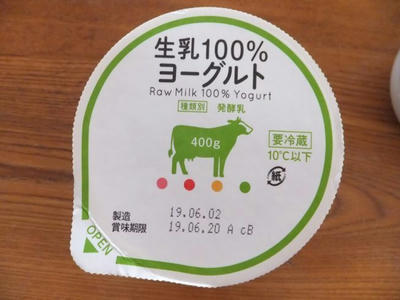 生乳100%
ヨーグルト
Raw Milk 100% Yogurt
種類別 発酵乳
400g
要冷蔵
10℃以下
紙
製造 19.06.02
賞味期限 19.06.20 A cB
OPEN